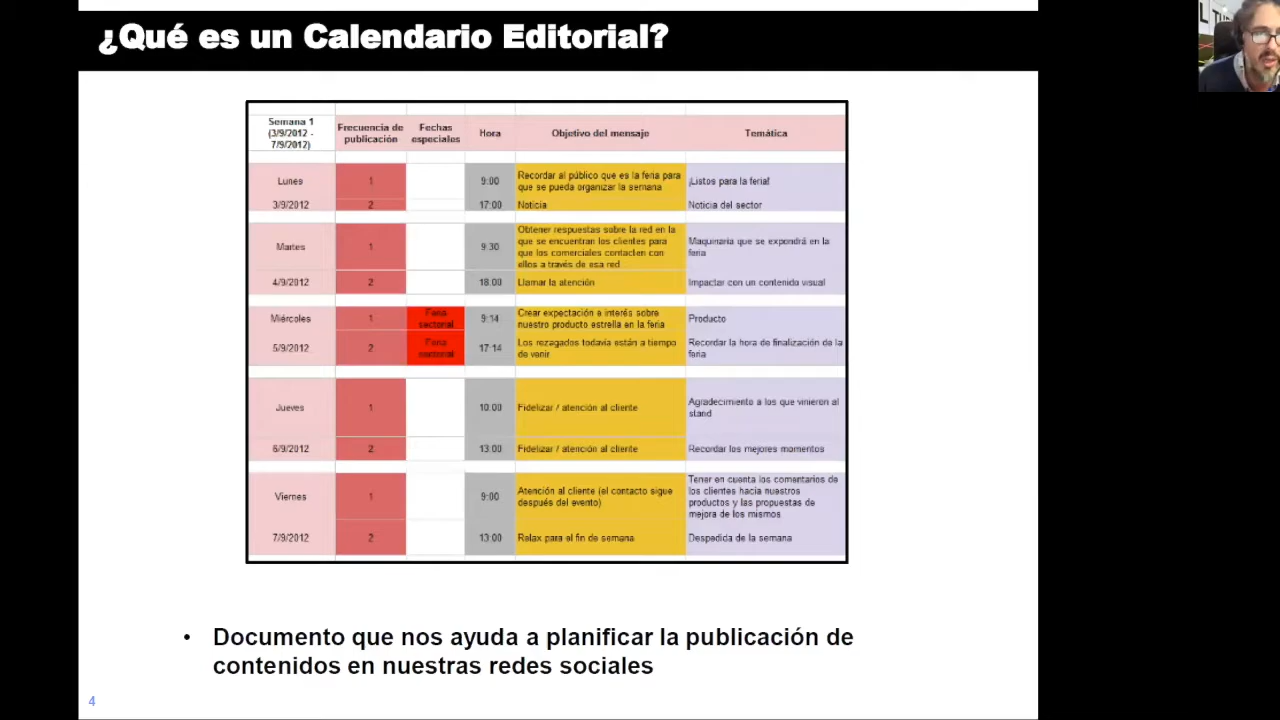 ¿Qué es un Calendario Editorial?
Semana 1
(3/9/2012 -
7/9/2012)
Frecuencia de
publicación
Fechas
especiales
Hora
Objetivo del mensaje
Temática
Lunes
1
9:00
Recordar al público que es la feria para
que se pueda organizar la semana
¡Listos para la feria!
3/9/2012
2
17:00
Noticia
Noticia del sector
Martes
1
9:30
Obtener respuestas sobre la red en la
que se encuentran los clientes para
que los comerciales contacten con
ellos a través de esa red
Maquinaria que se expondrá en la
feria
4/9/2012
2
18:00
Llamar la atención
Impactar con un contenido visual
Miércoles
1
Feria
sectorial
9:14
Crear expectación e interés sobre
nuestro producto estrella en la feria
Producto
5/9/2012
2
Feria
sectorial
17:14
Los rezagados todavía están a tiempo
de venir
Recordar la hora de finalización de la
feria
Jueves
1
10:00
Fidelizar / atención al cliente
Agradecimiento a los que vinieron al
stand
6/9/2012
2
13:00
Fidelizar / atención al cliente
Recordar los mejores momentos
Viernes
1
9:00
Atención al cliente (el contacto sigue
después del evento)
Tener en cuenta los comentarios de
los clientes hacia nuestros
productos y las propuestas de
mejora de los mismos
7/9/2012
2
13:00
Relax para el fin de semana
Despedida de la semana
• Documento que nos ayuda a planificar la publicación de
contenidos en nuestras redes sociales
4